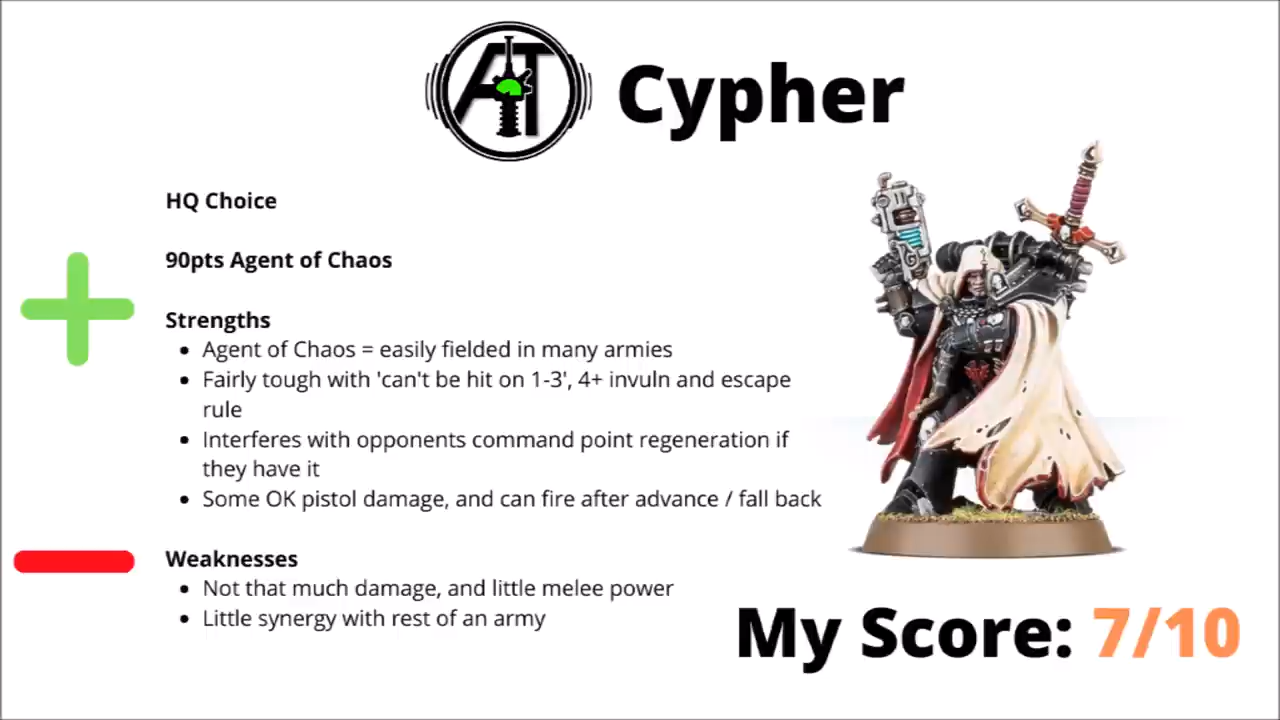 AT Cypher
HQ Choice
90pts Agent of Chaos
Strengths
• Agent of Chaos = easily fielded in many armies
• Fairly tough with 'can't be hit on 1-3', 4+ invuln and escape
rule
• Interferes with opponents command point regeneration if
they have it
• Some OK pistol damage, and can fire after advance / fall back
Weaknesses
• Not that much damage, and little melee power
• Little synergy with rest of an army
My Score: 7/10